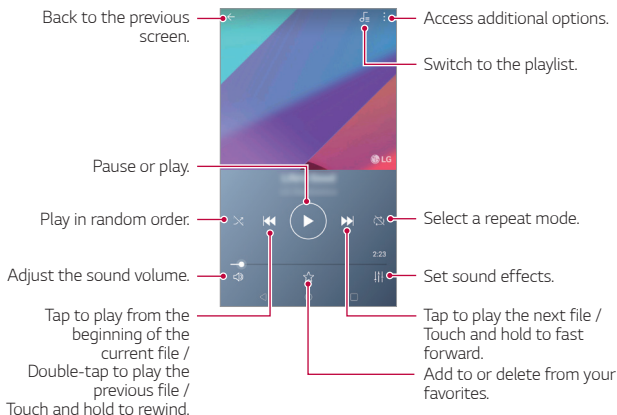 Back to the previous
screen.
Access additional options.
Switch to the playlist.
LG
Pause or play.
Play in random order.
Select a repeat mode.
2:23
Adjust the sound volume.
Set sound effects.
Tap to play from the
beginning of the
current file /
Double-tap to play the
previous file /
Touch and hold to rewind.
Tap to play the next file /
Touch and hold to fast
forward.
Add to or delete from your
favorites.